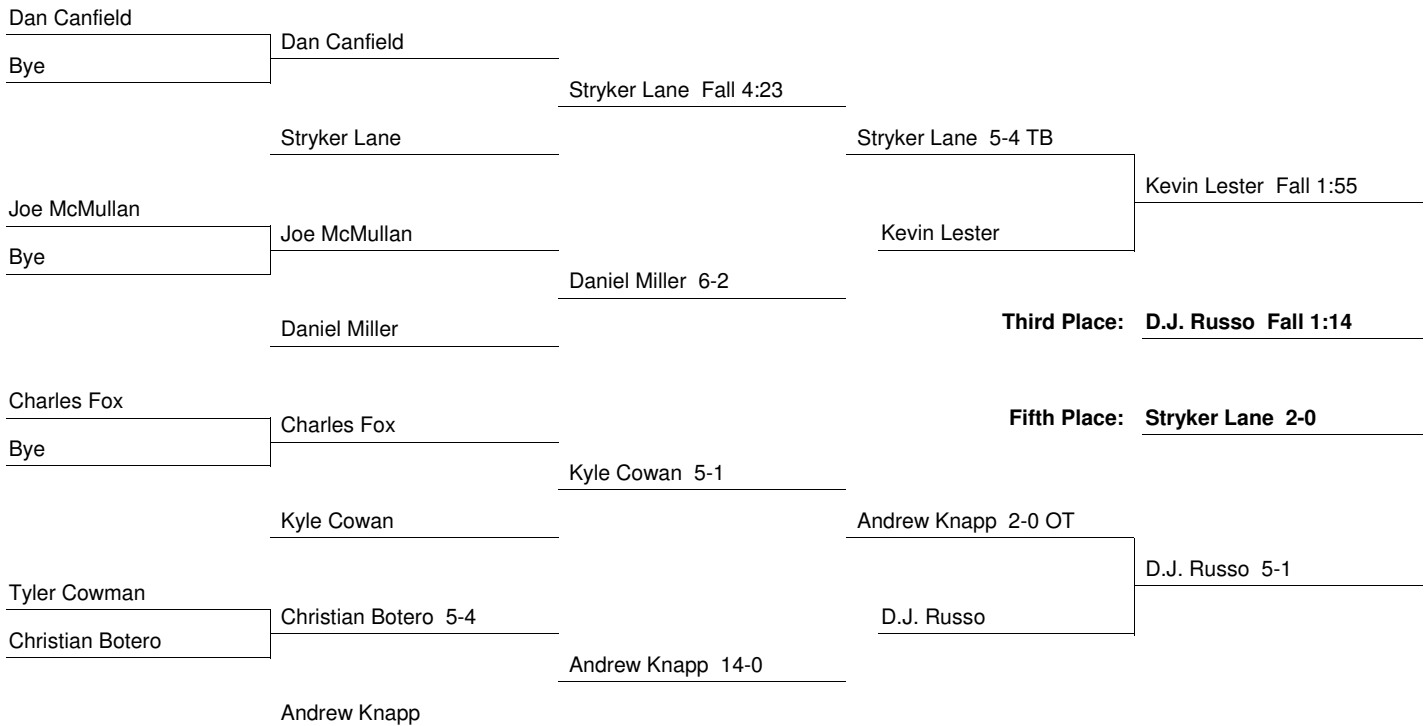 Dan Canfield
Dan Canfield
Bye
Stryker Lane  Fall 4:23
Stryker Lane
Stryker Lane  5-4 TB
Kevin Lester  Fall 1:55
Joe McMullan
Joe McMullan
Kevin Lester
Bye
Daniel Miller  6-2
Daniel Miller
Third Place: D.J. Russo  Fall 1:14
Charles Fox
Charles Fox
Fifth Place: Stryker Lane  2-0
Bye
Kyle Cowan  5-1
Kyle Cowan
Andrew Knapp  2-0 OT
D.J. Russo  5-1
Tyler Cowman
Christian Botero  5-4
D.J. Russo
Christian Botero
Andrew Knapp  14-0
Andrew Knapp